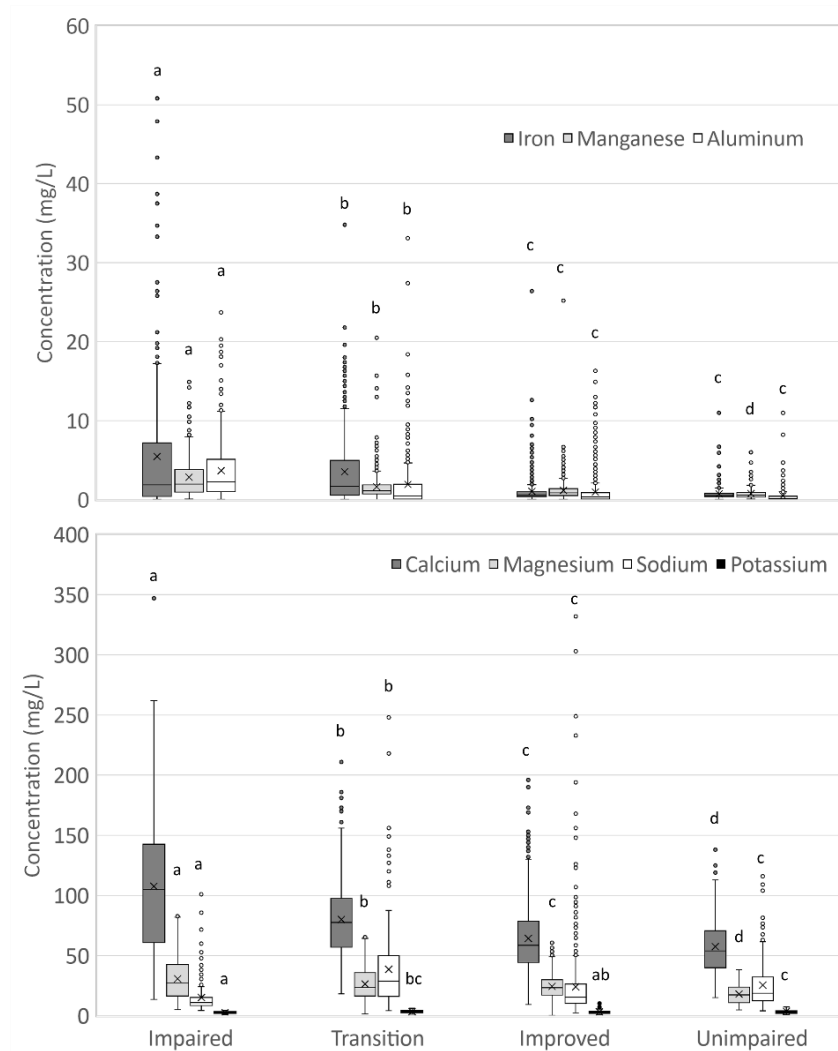 60
a
50
Iron Manganese Aluminum
40
b b
c
30
a c
b
20
a c
c d c
10
0
Concentration (mg/L)
400
Calcium Magnesium Sodium Potassium
a
350
c
300
b
250
b
c
200
d
150
a a c
b c
100
d
50
a bc ab c
0
Concentration (mg/L)
Impaired Transition Improved Unimpaired